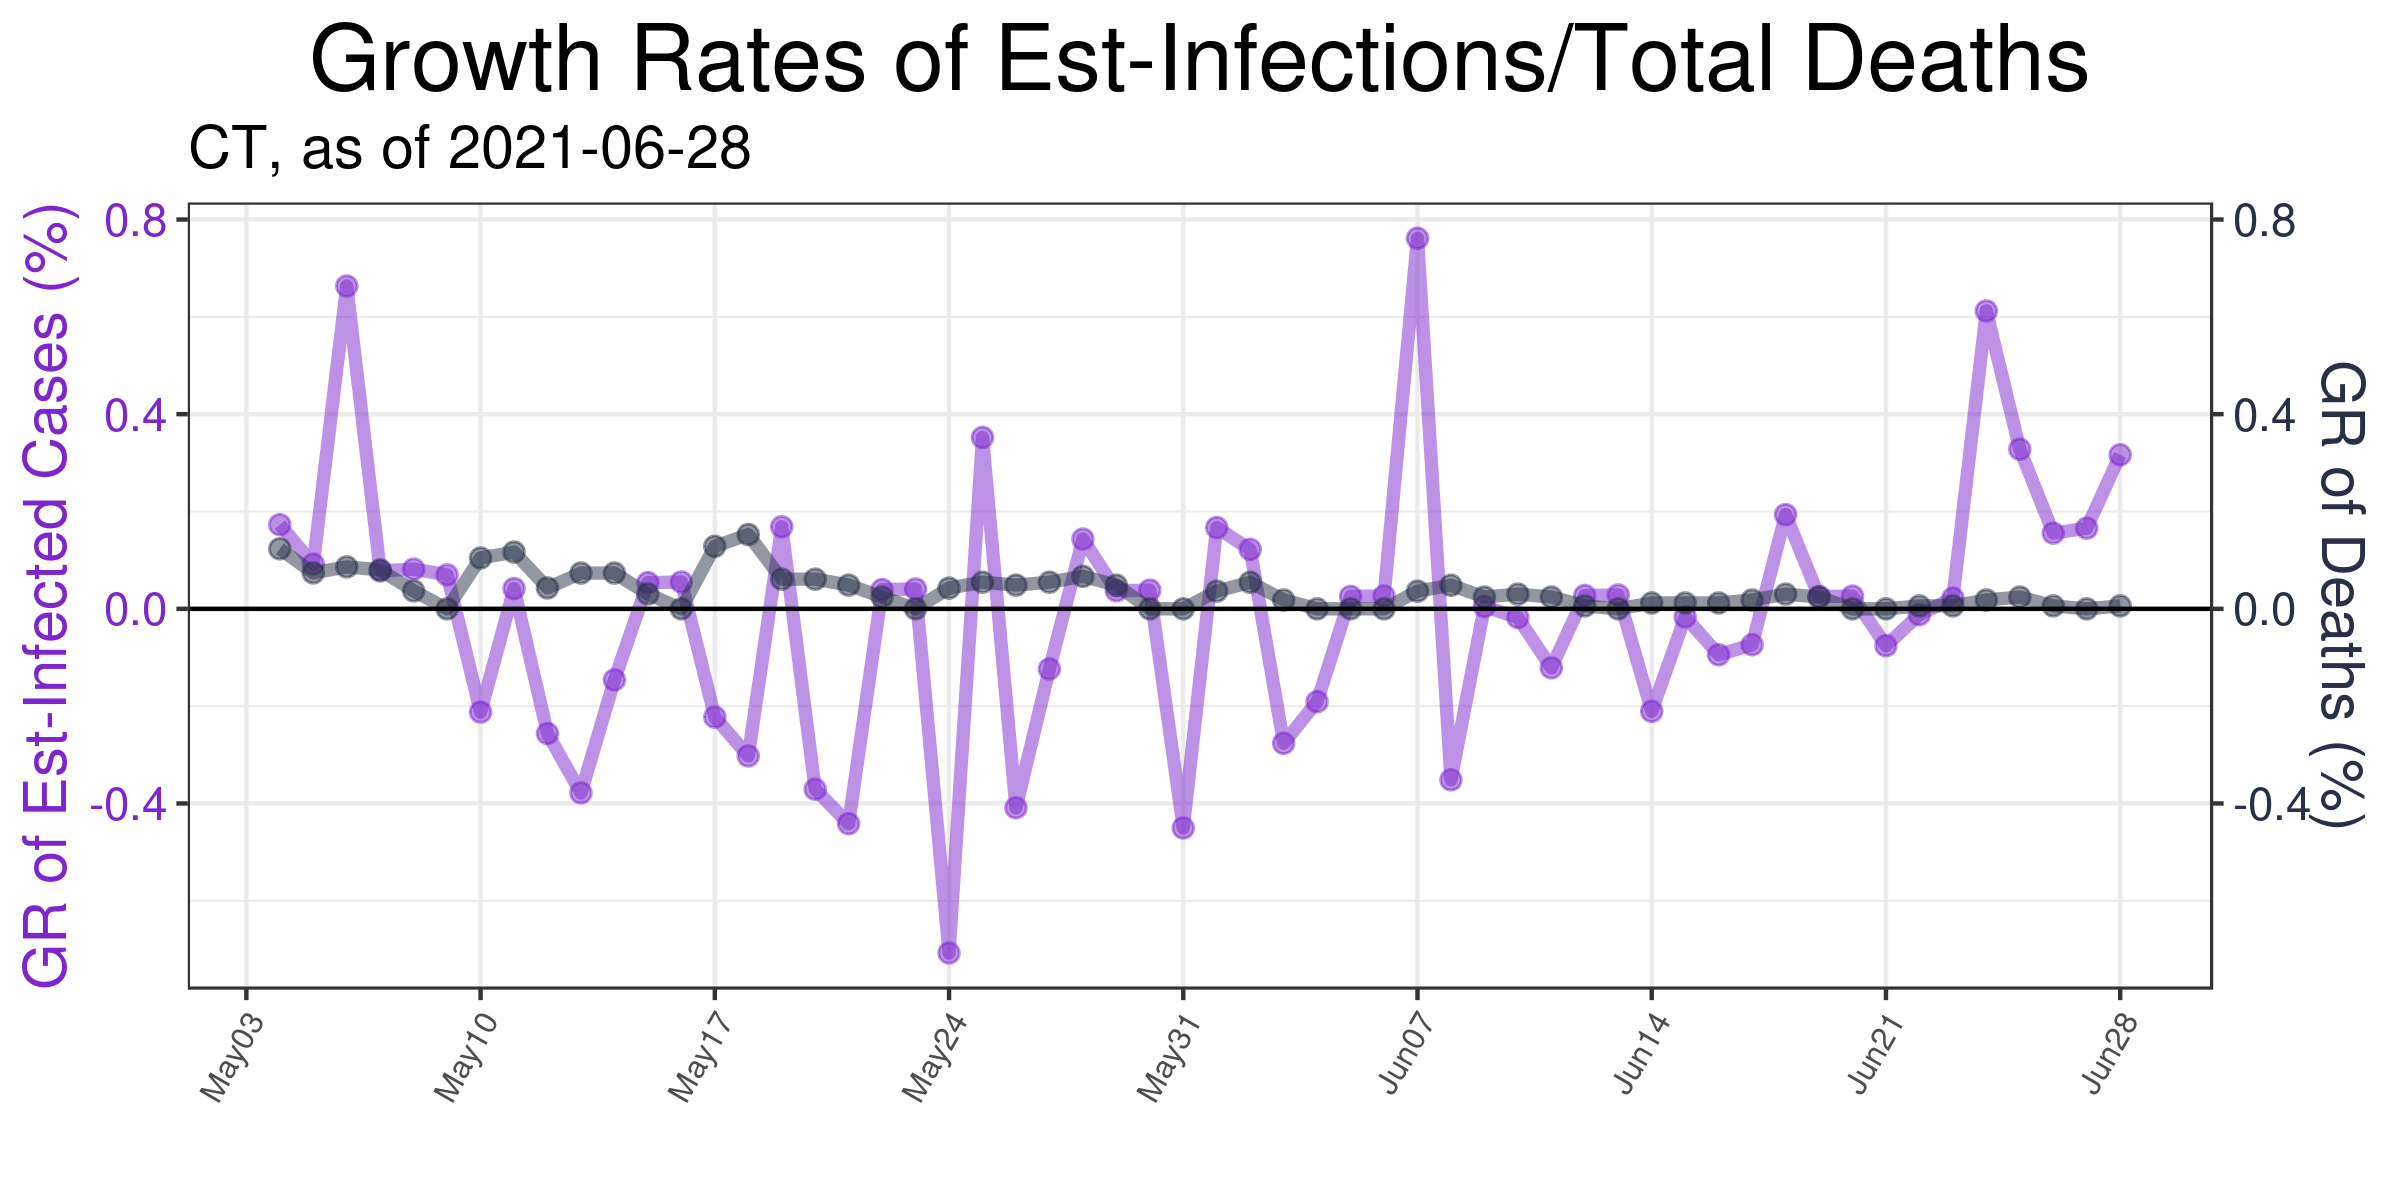 Growth Rates of Est-Infections/Total Deaths
CT, as of 2021-06-28
GR of Est-Infected Cases (%)
0.8
0.4
0.0
-0.4
0.8
0.4
0.0
-0.4
GR of Deaths (%)
May03
May10
May17
May24
May31
Jun07
Jun14
Jun21
Jun28